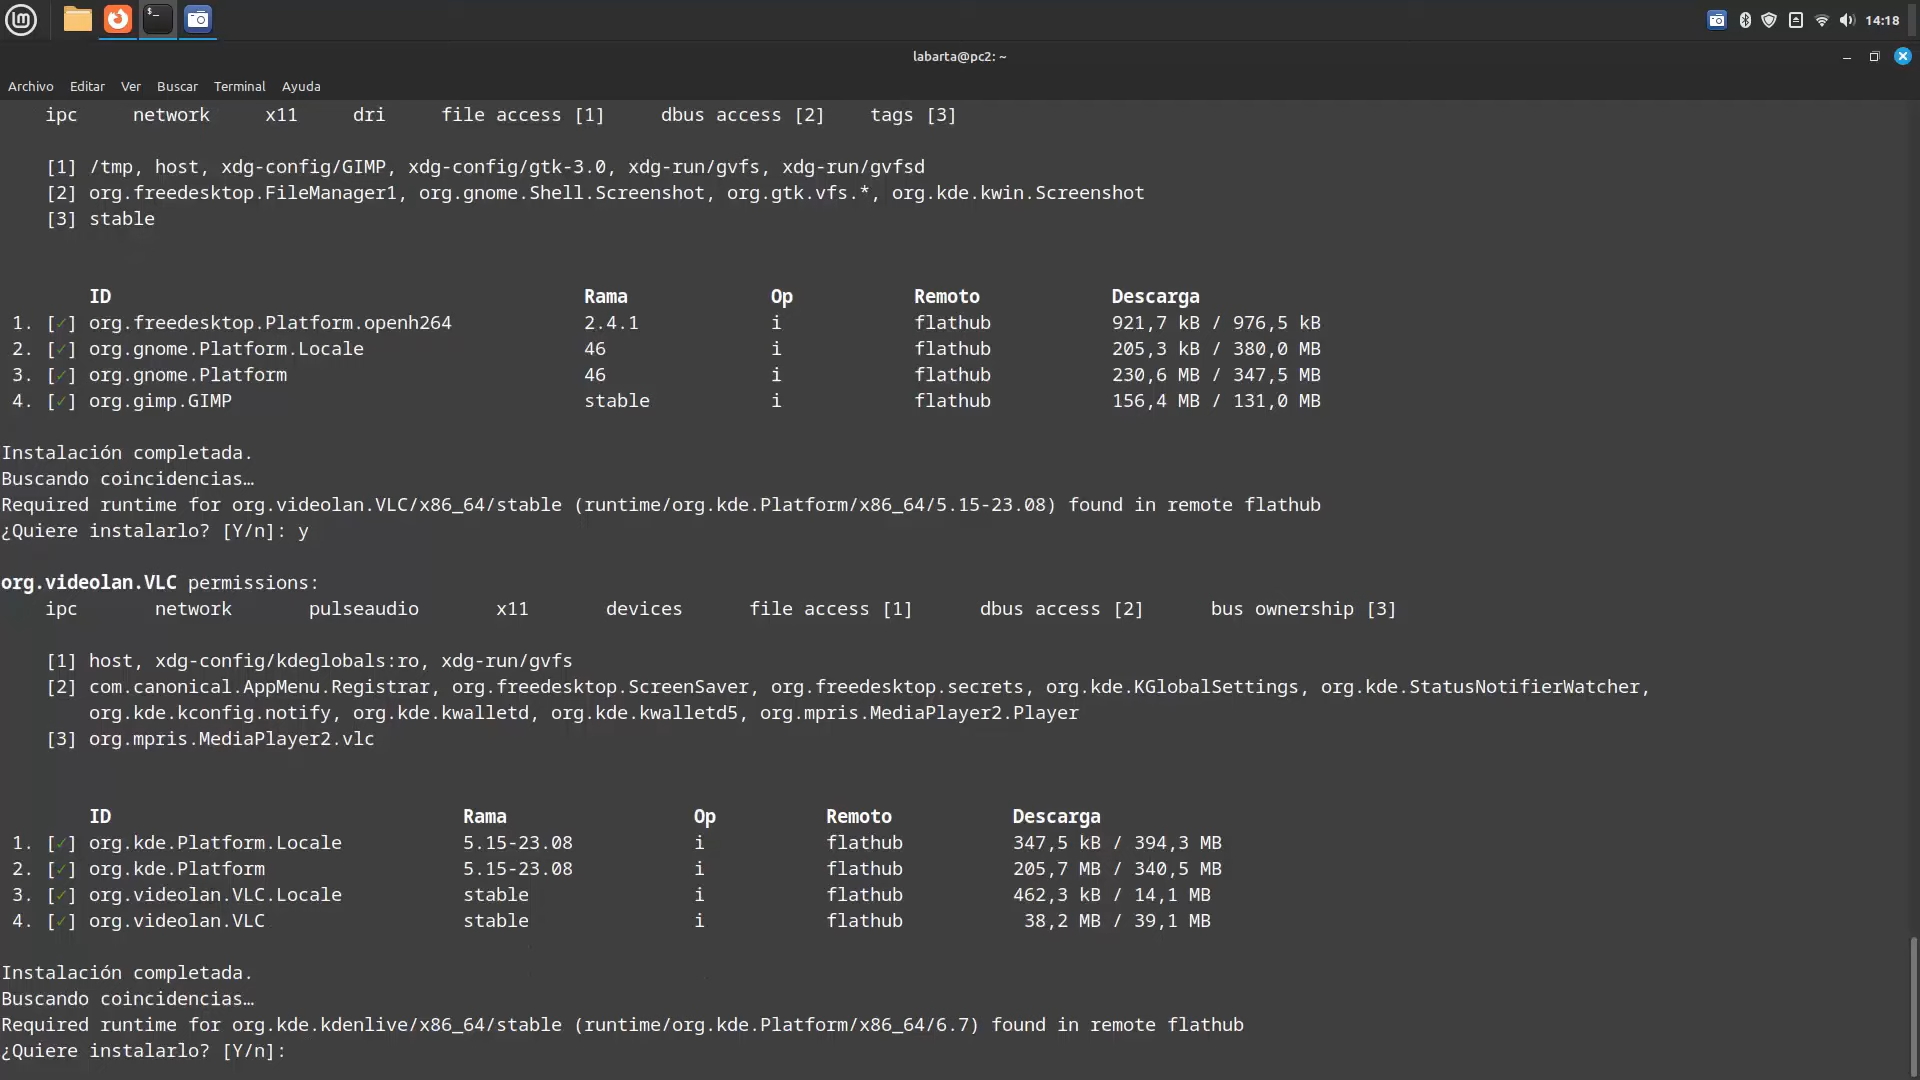 14:18
labarta@pc2: ~
Archivo Editar Ver Buscar Terminal Ayuda
ipc network x11 dri file access [1] dbus access [2] tags [3]
[1] /tmp, host, xdg-config/GIMP, xdg-config/gtk-3.0, xdg-run/gvfs, xdg-run/gvfsd
[2] org.freedesktop.FileManager1, org.gnome.Shell.Screenshot, org.gtk.vfs.*, org.kde.kwin.Screenshot
[3] stable
ID Rama Op Remoto Descarga
1. [✓] org.freedesktop.Platform.openh264 2.4.1 i flathub 921,7 kB / 976,5 kB
2. [✓] org.gnome.Platform.Locale 46 i flathub 205,3 kB / 380,0 MB
3. [✓] org.gnome.Platform 46 i flathub 230,6 MB / 347,5 MB
4. [✓] org.gimp.GIMP stable i flathub 156,4 MB / 131,0 MB
Instalación completada.
Buscando coincidencias…
Required runtime for org.videolan.VLC/x86_64/stable (runtime/org.kde.Platform/x86_64/5.15-23.08) found in remote flathub
¿Quiere instalarlo? [Y/n]: y
org.videolan.VLC permissions:
ipc network pulseaudio x11 devices file access [1] dbus access [2] bus ownership [3]
[1] host, xdg-config/kdeglobals:ro, xdg-run/gvfs
[2] com.canonical.AppMenu.Registrar, org.freedesktop.ScreenSaver, org.freedesktop.secrets, org.kde.KGlobalSettings, org.kde.StatusNotifierWatcher,
org.kde.kconfig.notify, org.kde.kwalletd, org.kde.kwalletd5, org.mpris.MediaPlayer2.Player
[3] org.mpris.MediaPlayer2.vlc
ID Rama Op Remoto Descarga
1. [✓] org.kde.Platform.Locale 5.15-23.08 i flathub 347,5 kB / 394,3 MB
2. [✓] org.kde.Platform 5.15-23.08 i flathub 205,7 MB / 340,5 MB
3. [✓] org.videolan.VLC.Locale stable i flathub 462,3 kB / 14,1 MB
4. [✓] org.videolan.VLC stable i flathub 38,2 MB / 39,1 MB
Instalación completada.
Buscando coincidencias…
Required runtime for org.kde.kdenlive/x86_64/stable (runtime/org.kde.Platform/x86_64/6.7) found in remote flathub
¿Quiere instalarlo? [Y/n]: